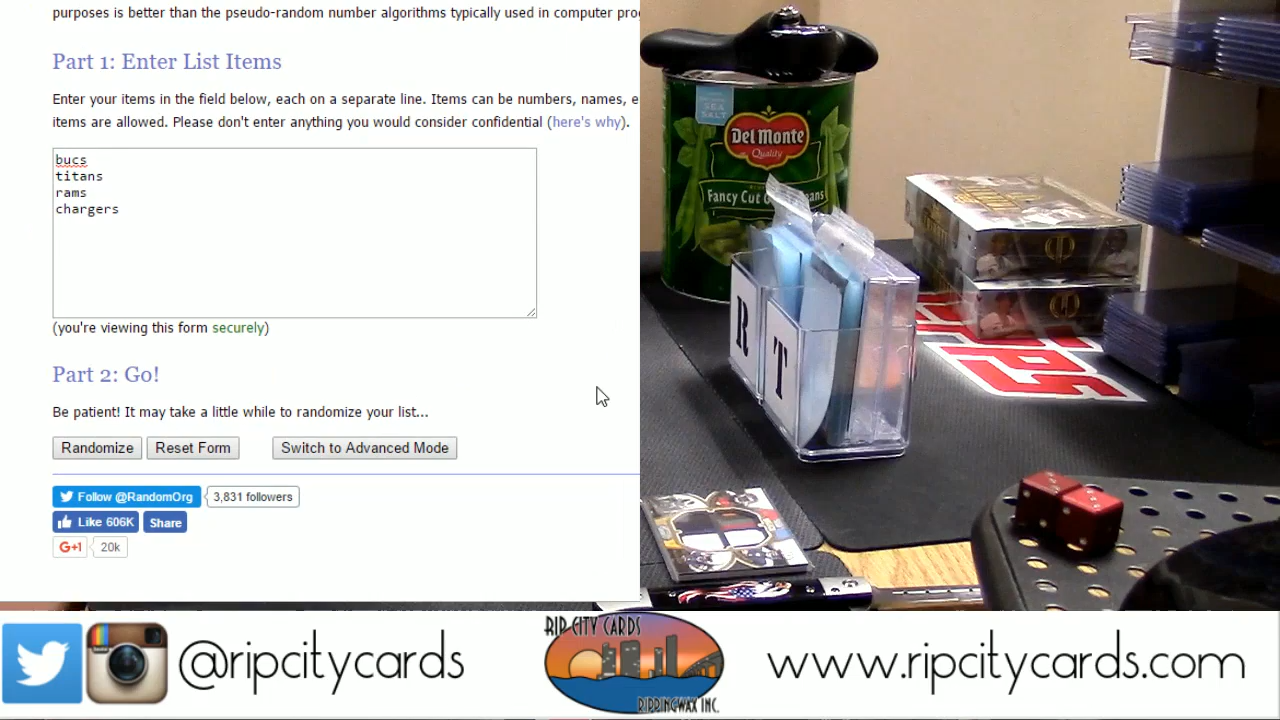 purposes is better than the pseudo-random number algorithms typically used in computer pro
Part 1: Enter List Items
Enter your items in the field below, each on a separate line. Items can be numbers, names, e
items are allowed. Please don't enter anything you would consider confidential (here's why).
bucs
titans
rams
chargers
(you're viewing this form securely)
Part 2: Go!
Be patient! It may take a little while to randomize your list...
Randomize
Reset Form
Switch to Advanced Mode
Follow @RandomOrg
3,831 followers
Like 606K
Share
G+1
20k
SEA SALT
Del Monte
Quality
Fancy Cut
R
T
@ripcitycards
RIP CITY CARDS
RIPPINGWAX INC.
www.ripcitycards.com